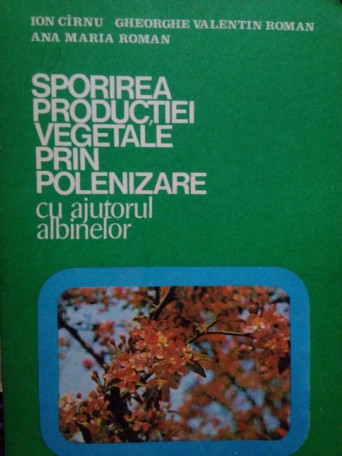 ION CÎRNU GHEORGHE VALENTIN ROMAN
ANA MARIA ROMAN
SPORIREA
PRODUCȚIEI
VEGETALE
PRIN
POLENIZARE
cu ajutorul
albinelor